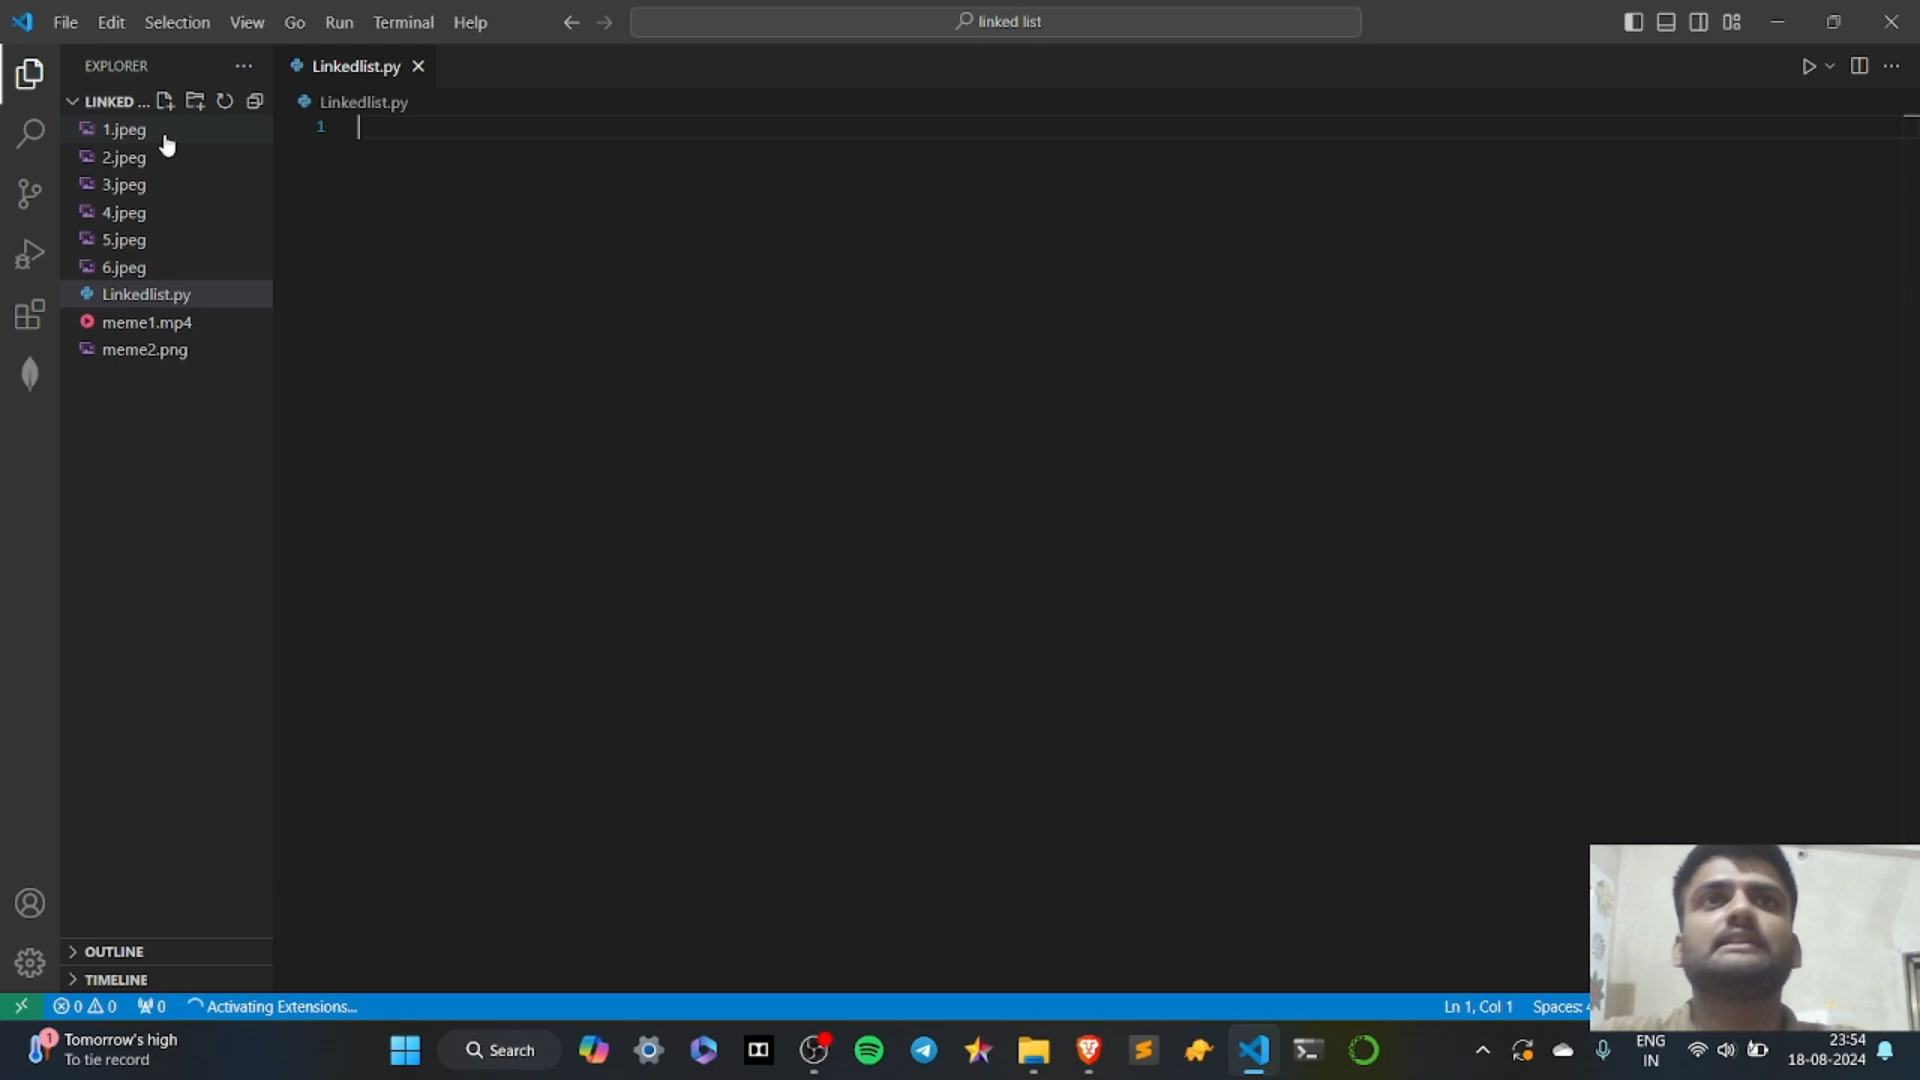 File Edit Selection View Go Run Terminal Help
linked list
EXPLORER
Linkedlist.py
LINKED ...
Linkedlist.py
1
1.jpeg
2.jpeg
3.jpeg
4.jpeg
5.jpeg
6.jpeg
Linkedlist.py
meme1.mp4
meme2.png
OUTLINE
TIMELINE
0 0 0 Activating Extensions... Ln 1, Col 1 Spaces:
1 Tomorrow's high
To tie record
Search
ENG
IN
23:54
18-08-2024